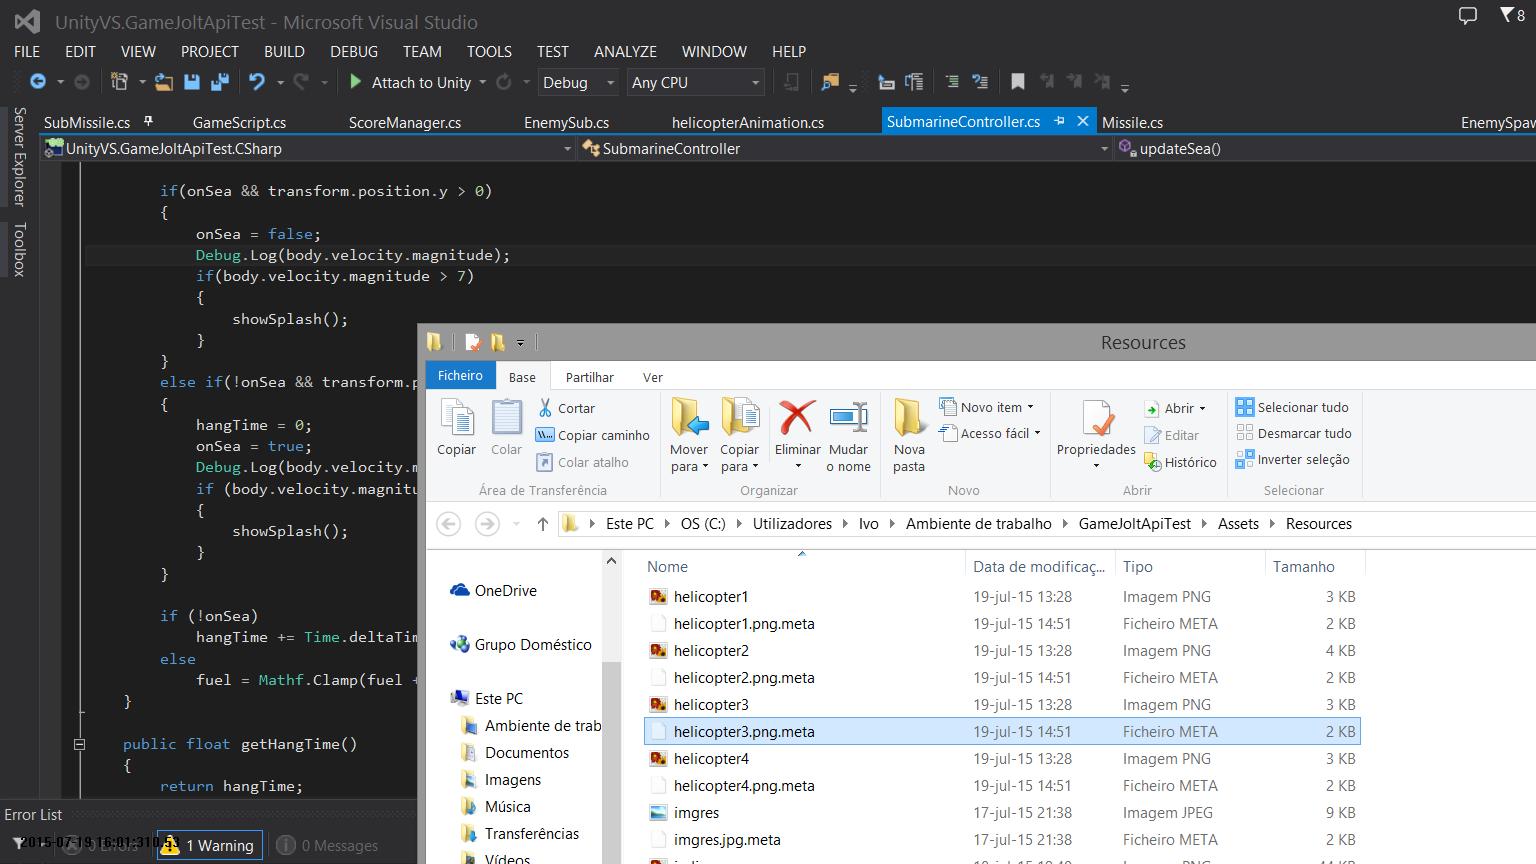 UnityVS.GameJoltApiTest - Microsoft Visual Studio
8
FILE EDIT VIEW PROJECT BUILD DEBUG TEAM TOOLS TEST ANALYZE WINDOW HELP
Attach to Unity Debug Any CPU
SubMissile.cs GameScript.cs ScoreManager.cs EnemySub.cs helicopterAnimation.cs SubmarineController.cs Missile.cs EnemySpaw
UnityVS.GameJoltApiTest.CSharp SubmarineController updateSea()
Server Explorer
Toolbox
if(onSea && transform.position.y > 0)
{
onSea = false;
Debug.Log(body.velocity.magnitude);
if(body.velocity.magnitude > 7)
{
showSplash();
}
}
else if(!onSea && transform.p
{
hangTime = 0;
onSea = true;
Debug.Log(body.velocity.m
if (body.velocity.magnitu
{
showSplash();
}
}
if (!onSea)
hangTime += Time.deltaTim
else
fuel = Mathf.Clamp(fuel +
}
public float getHangTime()
{
return hangTime;
Error List
2015-07-19 16:01:31
0 Errors 1 Warning 0 Messages
Resources
Ficheiro Base Partilhar Ver
Copiar
Colar
Cortar
Copiar caminho
Colar atalho
Área de Transferência
Mover para
Copiar para
Eliminar
Mudar o nome
Organizar
Nova pasta
Novo item
Acesso fácil
Novo
Propriedades
Abrir
Editar
Histórico
Abrir
Selecionar tudo
Desmarcar tudo
Inverter seleção
Selecionar
Este PC OS (C:) Utilizadores Ivo Ambiente de trabalho GameJoltApiTest Assets Resources
OneDrive
Grupo Doméstico
Este PC
Ambiente de trab
Documentos
Imagens
Música
Transferências
Vídeos
Nome Data de modificaç... Tipo Tamanho
helicopter1 19-jul-15 13:28 Imagem PNG 3 KB
helicopter1.png.meta 19-jul-15 14:51 Ficheiro META 2 KB
helicopter2 19-jul-15 13:28 Imagem PNG 4 KB
helicopter2.png.meta 19-jul-15 14:51 Ficheiro META 2 KB
helicopter3 19-jul-15 13:28 Imagem PNG 3 KB
helicopter3.png.meta 19-jul-15 14:51 Ficheiro META 2 KB
helicopter4 19-jul-15 13:28 Imagem PNG 3 KB
helicopter4.png.meta 19-jul-15 14:51 Ficheiro META 2 KB
imgres 17-jul-15 21:38 Imagem JPEG 9 KB
imgres.jpg.meta 17-jul-15 21:38 Ficheiro META 2 KB